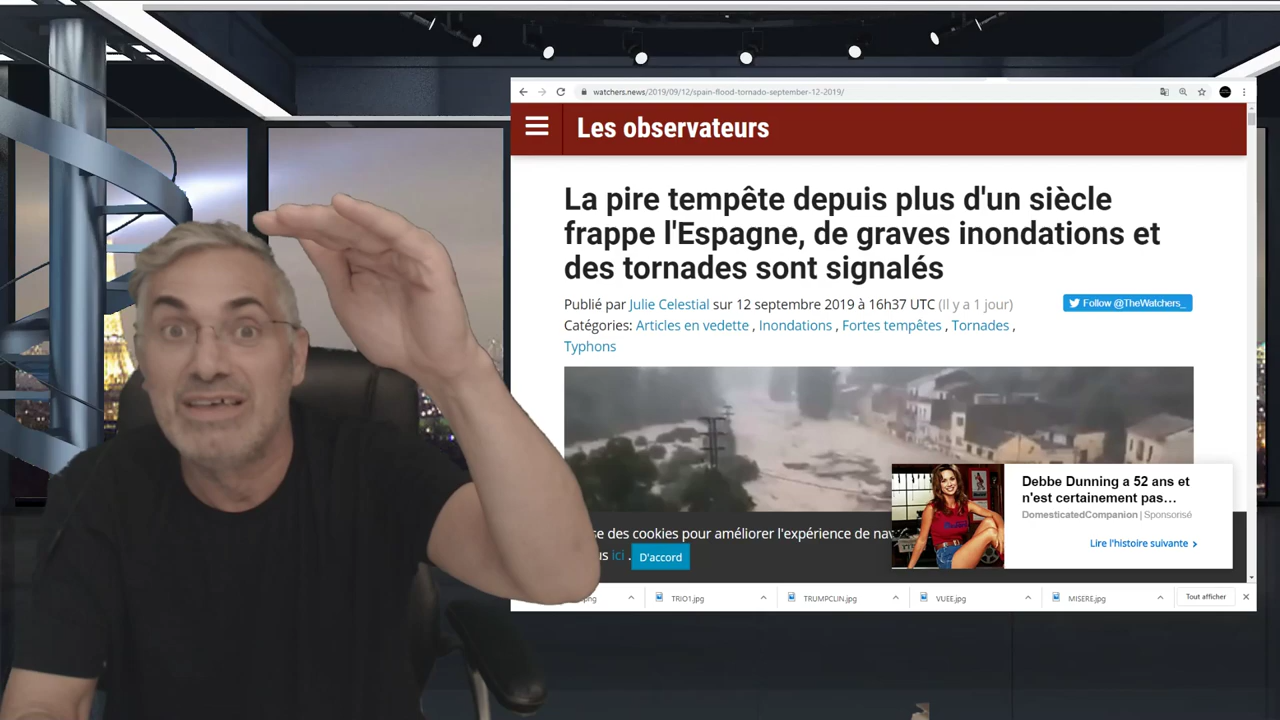 watchers.news/2019/09/12/spain-flood-tornado-september-12-2019/
Les observateurs
La pire tempête depuis plus d'un siècle
frappe l'Espagne, de graves inondations et
des tornades sont signalés
Publié par Julie Celestial sur 12 septembre 2019 à 16h37 UTC (Il y a 1 jour)
Follow @TheWatchers_
Catégories: Articles en vedette , Inondations , Fortes tempêtes , Tornades ,
Typhons
Debbe Dunning a 52 ans et
n'est certainement pas…
DomesticatedCompanion | Sponsorisé
Lire l'histoire suivante
se des cookies pour améliorer l'expérience de nav
us ici . D'accord
png
TRIO1.jpg
TRUMPCLIN.jpg
VUEE.jpg
MISERE.jpg
Tout afficher